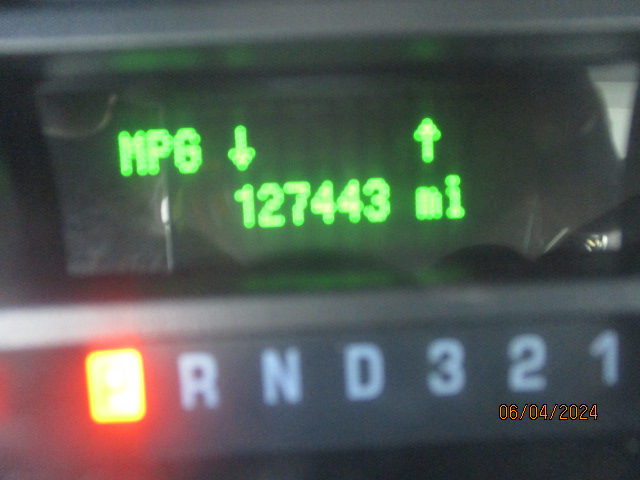 MPG ↓ ↑
127443 mi
P R N D 3 2 1
06/04/2024